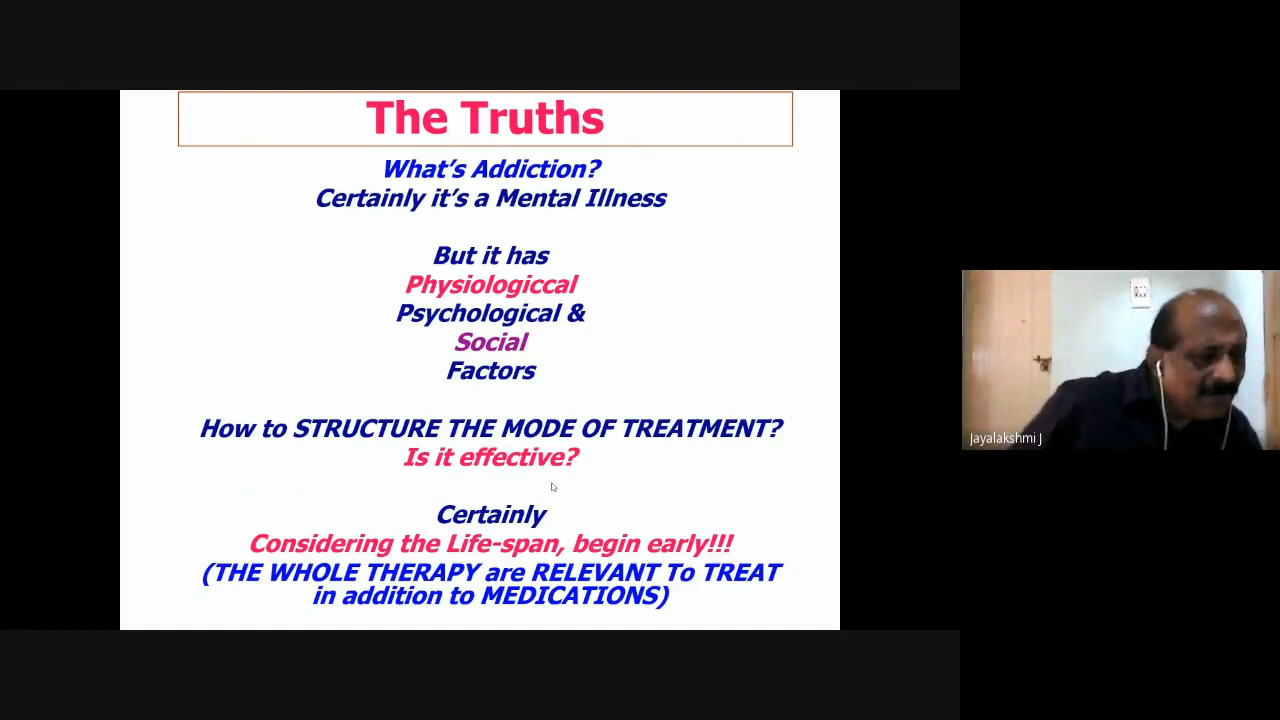 The Truths
What's Addiction?
Certainly it's a Mental Illness
But it has
Physiologiccal
Psychological &
Social
Factors
How to STRUCTURE THE MODE OF TREATMENT?
Is it effective?
Certainly
Considering the Life-span, begin early!!!
(THE WHOLE THERAPY are RELEVANT To TREAT
in addition to MEDICATIONS)
Jayalakshmi J